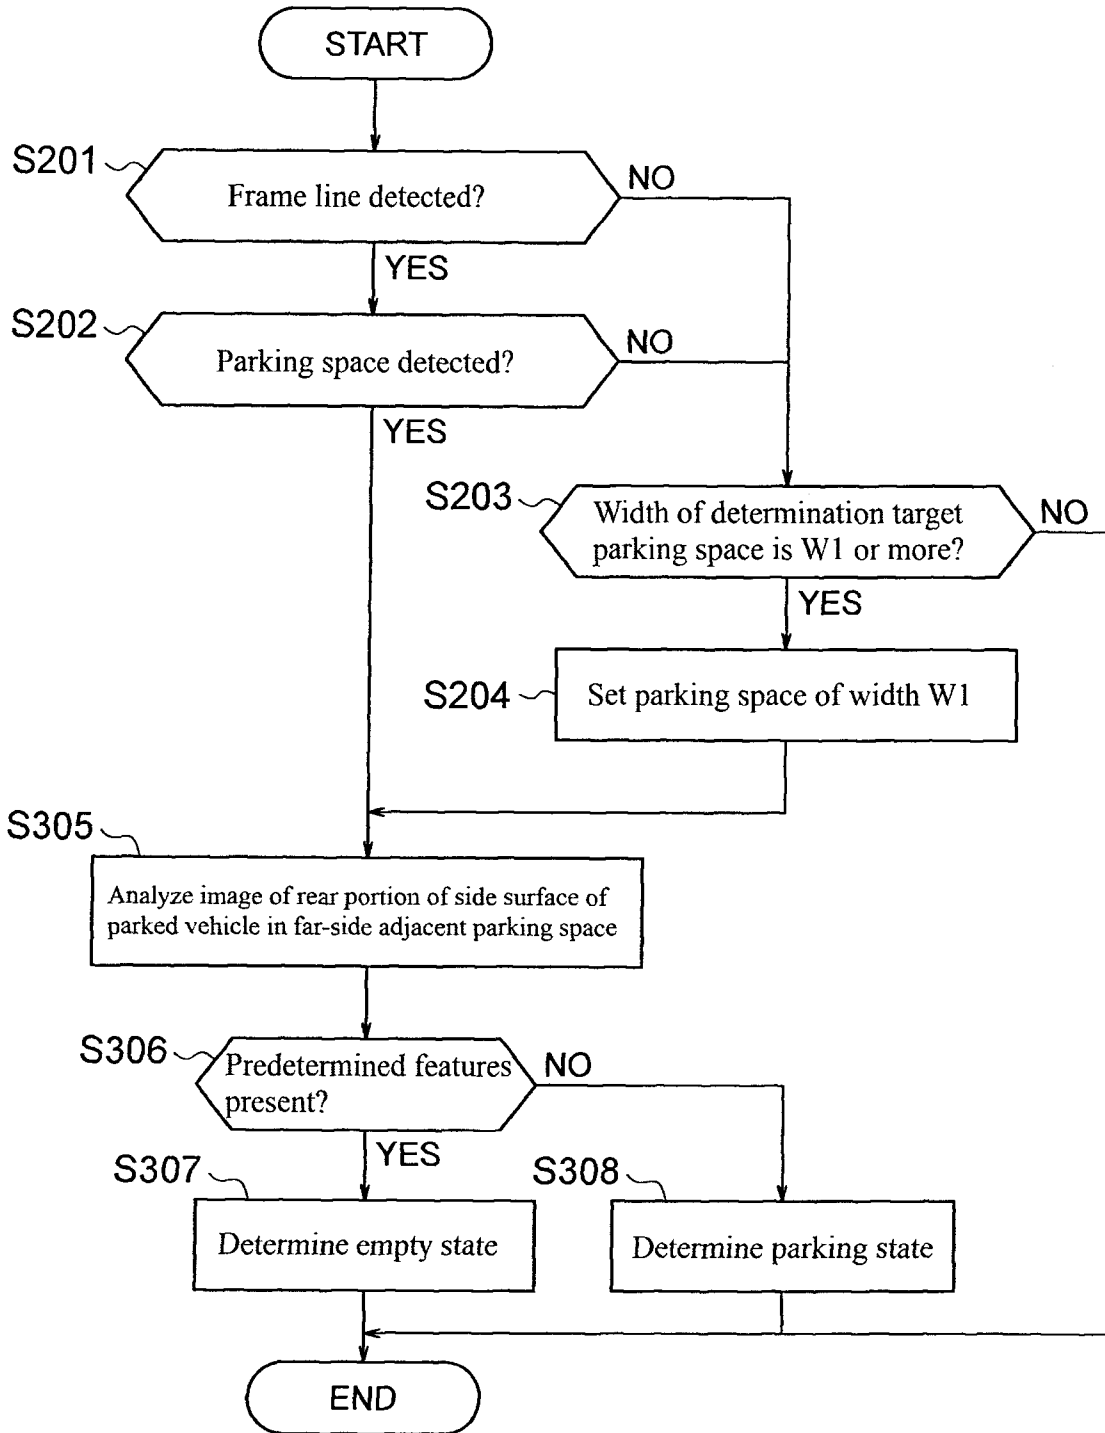 START
S201
Frame line detected?
NO
YES
S202
Parking space detected?
NO
YES
S203
Width of determination target
parking space is W1 or more?
NO
YES
S204
Set parking space of width W1
S305
Analyze image of rear portion of side surface of
parked vehicle in far-side adjacent parking space
S306
Predetermined features
present?
NO
YES
S307
Determine empty state
S308
Determine parking state
END